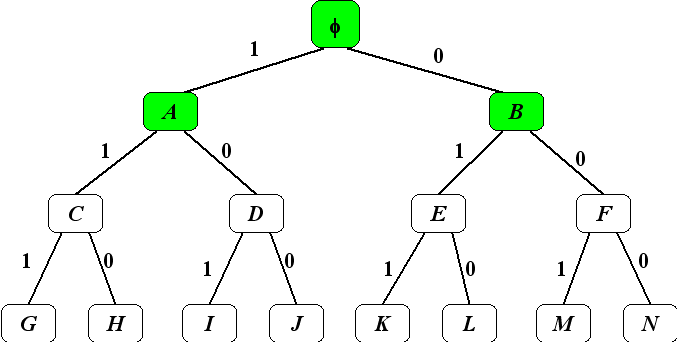 ϕ
1 0
A B
1 0 1 0
C D E F
1 0 1 0 1 0 1 0
G H I J K L M N